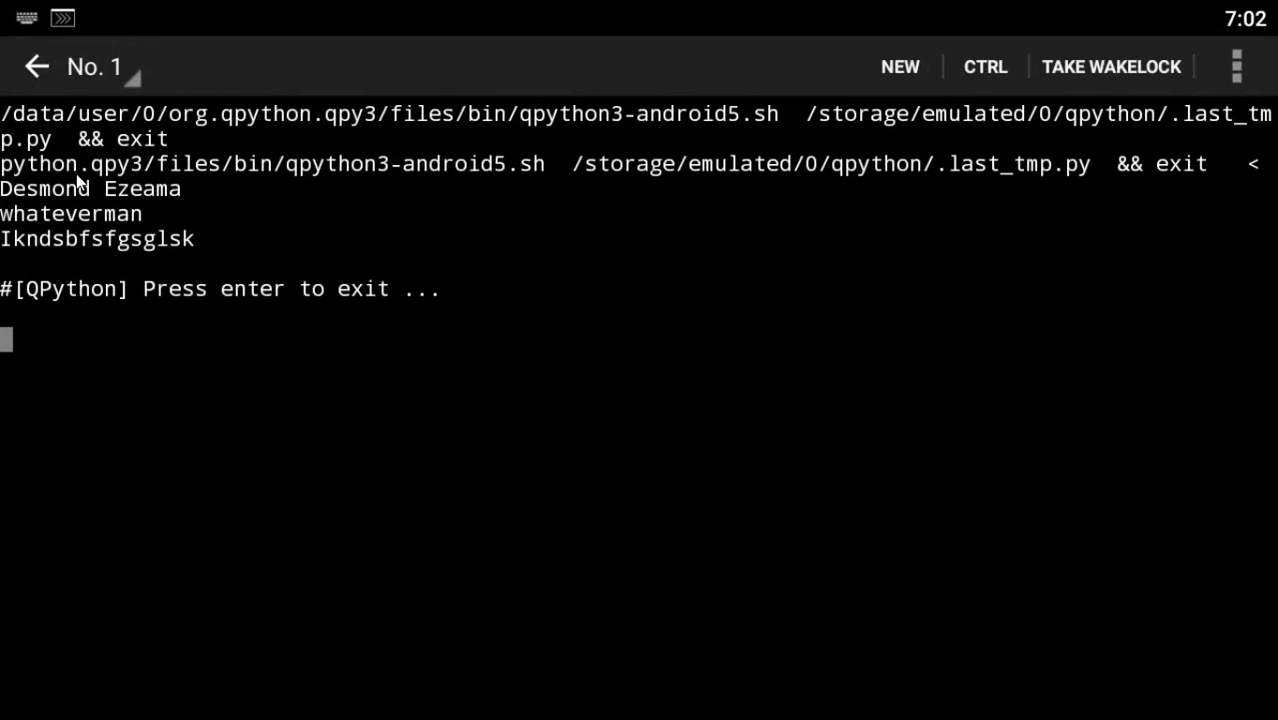 7:02
No. 1 NEW CTRL TAKE WAKELOCK
/data/user/0/org.qpython.qpy3/files/bin/qpython3-android5.sh  /storage/emulated/0/qpython/.last_tm
p.py  && exit
python.qpy3/files/bin/qpython3-android5.sh  /storage/emulated/0/qpython/.last_tmp.py  && exit   <
Desmond Ezeama
whateverman
Ikndsbfsfgsglsk
#[QPython] Press enter to exit ...